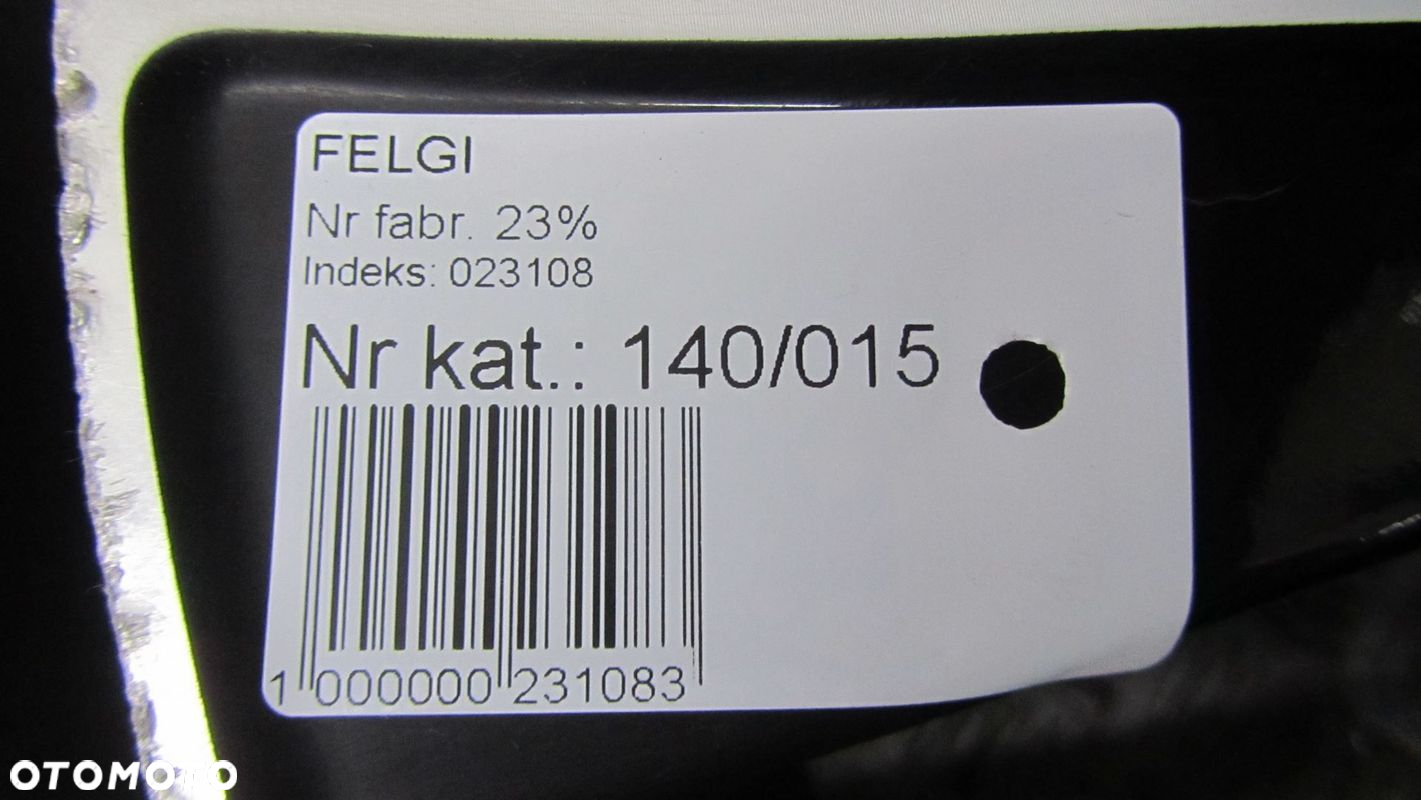 FELGI
Nr fabr. 23%
Indeks: 023108
Nr kat.: 140/015
1 000000 231083
OTOMOTO